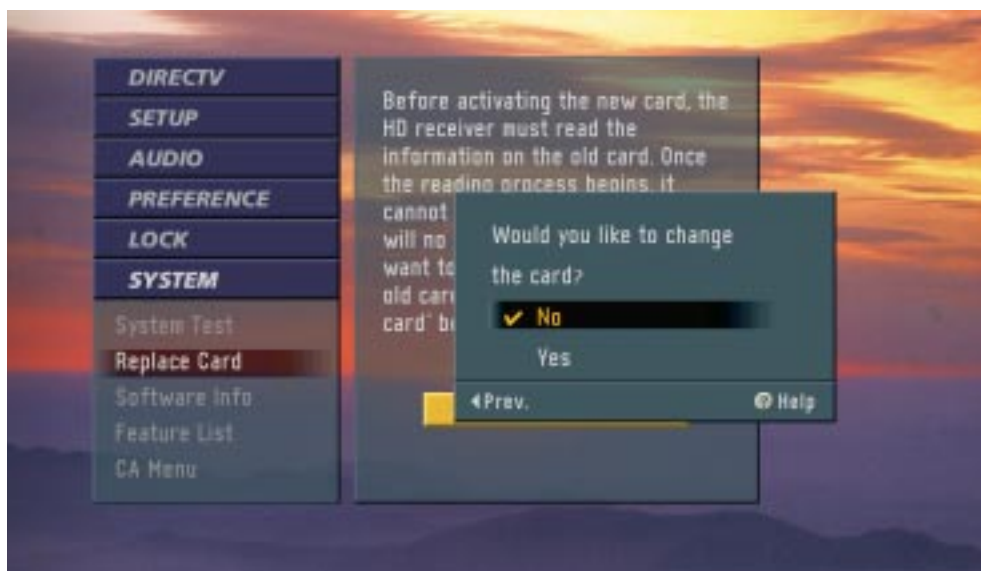 DIRECTV
SETUP
AUDIO
PREFERENCE
LOCK
SYSTEM
System Test
Replace Card
Software Info
Feature List
CA Menu
Before activating the new card, the
HD receiver must read the
information on the old card. Once
the reading process begins, it
cannot
will no
want to
old
card"
Would you like to change
the card?
No
Yes
Prev.
Help